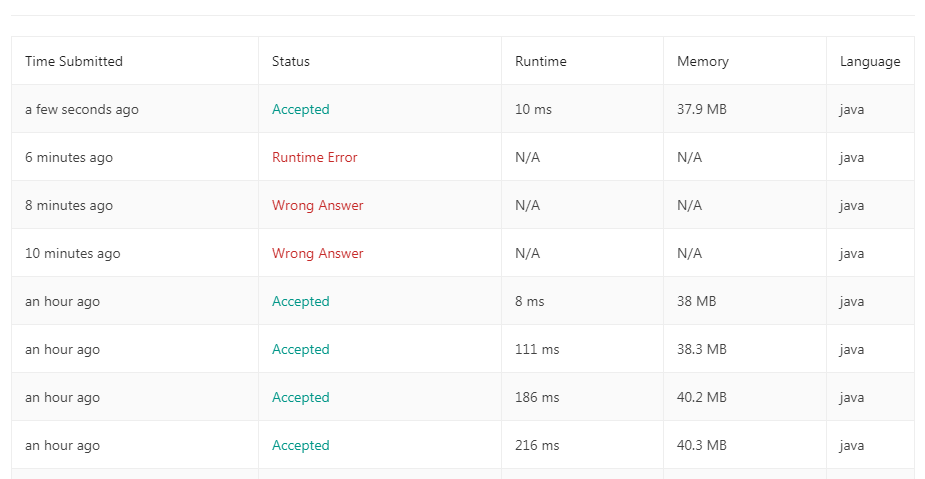 Time Submitted Status Runtime Memory Language
a few seconds ago Accepted 10 ms 37.9 MB java
6 minutes ago Runtime Error N/A N/A java
8 minutes ago Wrong Answer N/A N/A java
10 minutes ago Wrong Answer N/A N/A java
an hour ago Accepted 8 ms 38 MB java
an hour ago Accepted 111 ms 38.3 MB java
an hour ago Accepted 186 ms 40.2 MB java
an hour ago Accepted 216 ms 40.3 MB java